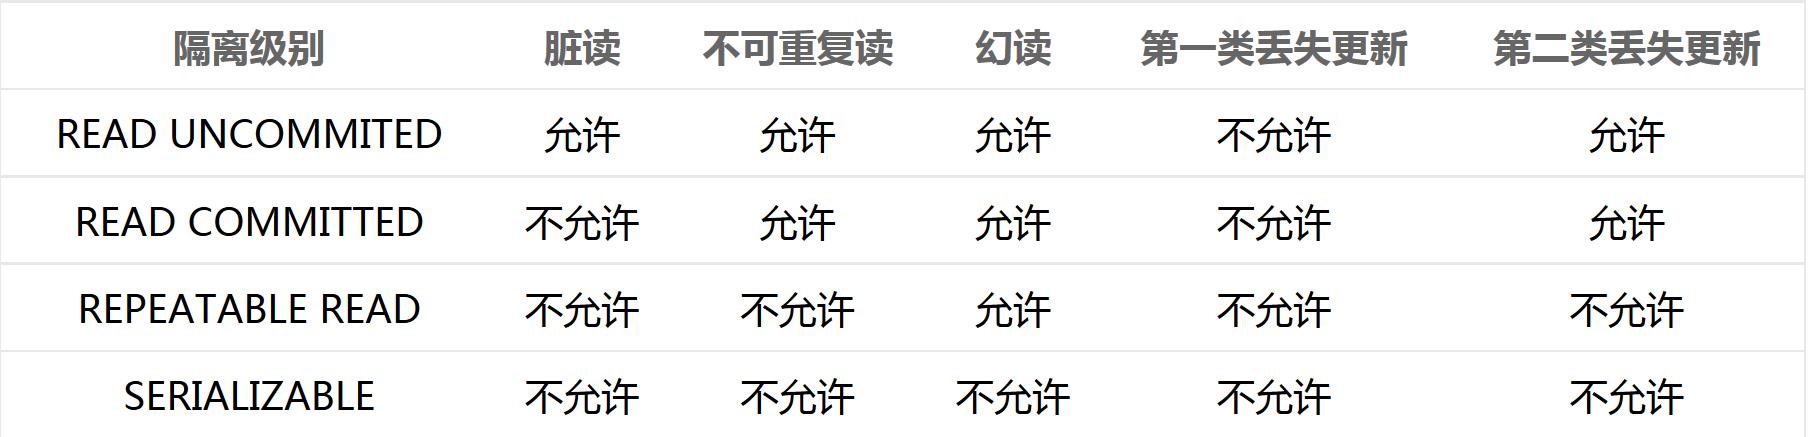 隔离级别 脏读 不可重复读 幻读 第一类丢失更新 第二类丢失更新
READ UNCOMMITED 允许 允许 允许 不允许 允许
READ COMMITTED 不允许 允许 允许 不允许 允许
REPEATABLE READ 不允许 不允许 允许 不允许 不允许
SERIALIZABLE 不允许 不允许 不允许 不允许 不允许